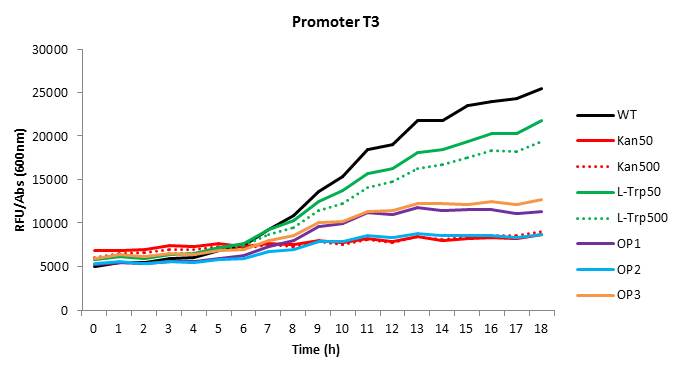 Promoter T3
RFU/Abs (600nm)
30000
25000
20000
15000
10000
5000
0
0 1 2 3 4 5 6 7 8 9 10 11 12 13 14 15 16 17 18
Time (h)
WT
Kan50
Kan500
L-Trp50
L-Trp500
OP1
OP2
OP3